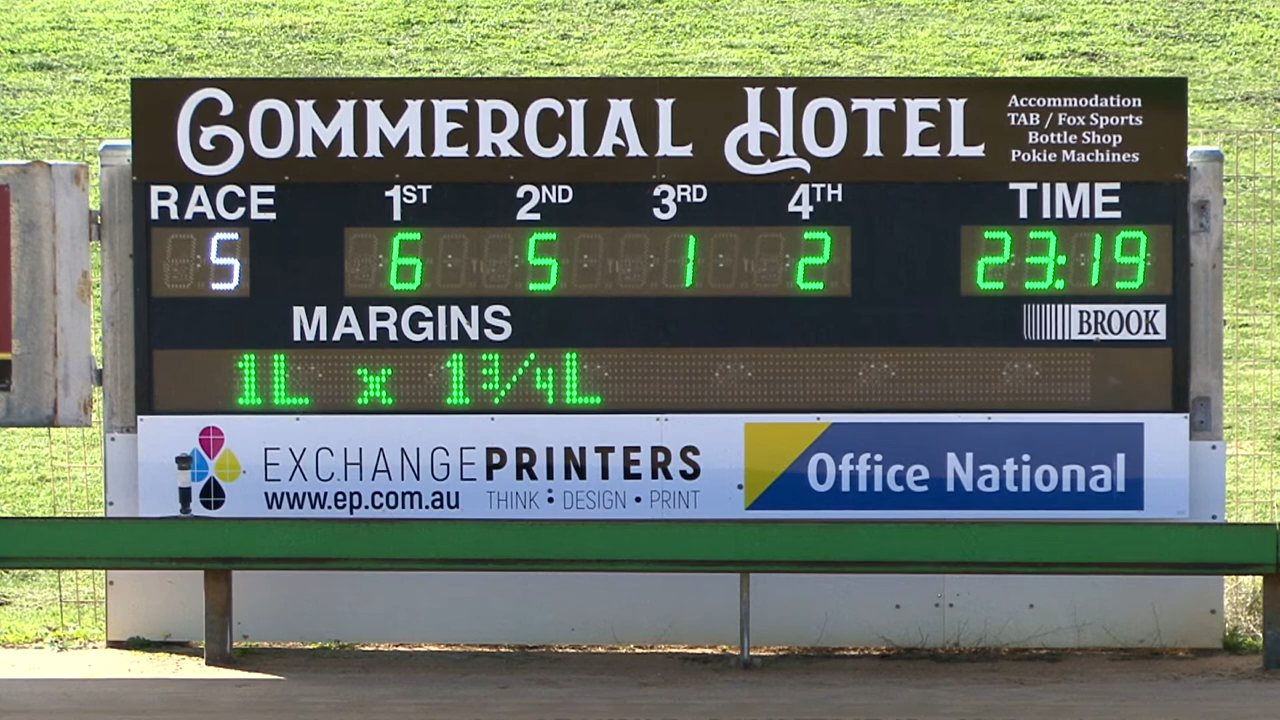 COMMERCIAL HOTEL
Accommodation
TAB / Fox Sports
Bottle Shop
Pokie Machines
RACE 1ST 2ND 3RD 4TH TIME
5 6 5 1 2 23:19
MARGINS
BROOK
1L x 1¾L
EXCHANGEPRINTERS
www.ep.com.au THINK : DESIGN • PRINT
Office National